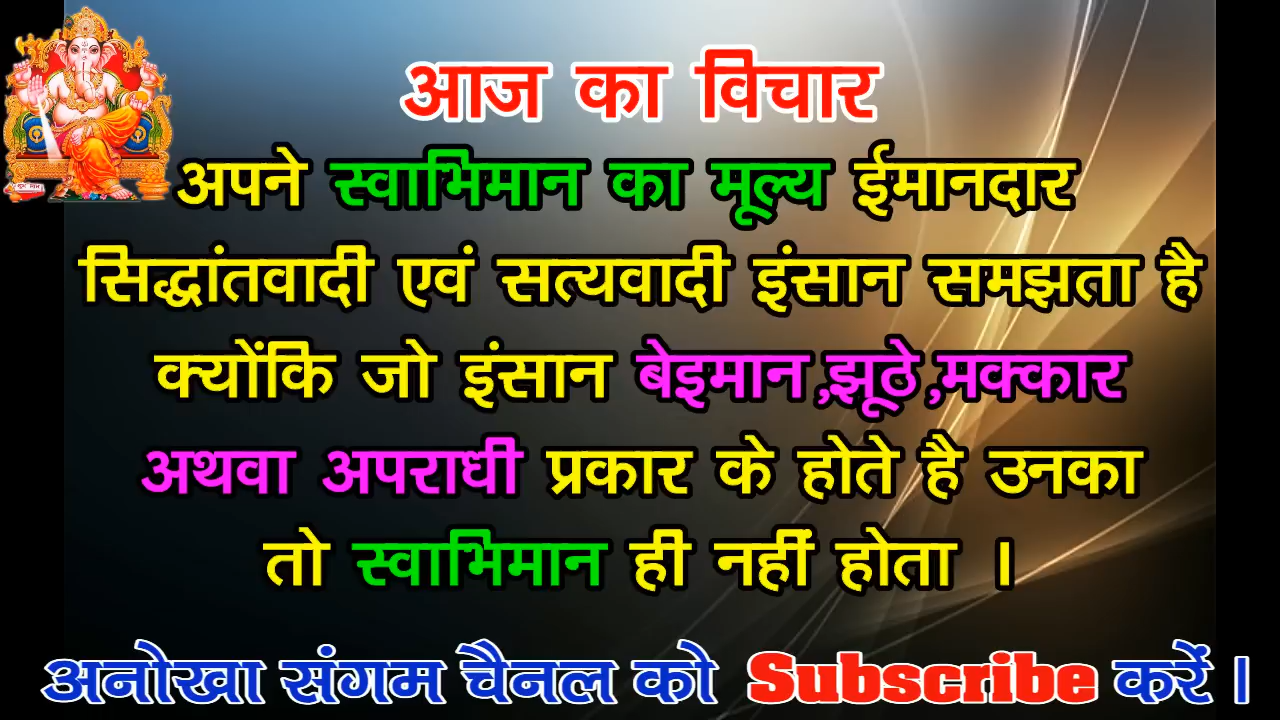 आज का विचार
अपने स्वाभिमान का मूल्य ईमानदार
सिद्धांतवादी एवं सत्यवादी इंसान समझता है
क्योंकि जो इंसान बेइमान ,झूठे ,मक्कार
अथवा अपराधी प्रकार के होते है उनका
तो स्वाभिमान ही नहीं होता ।
अनोखा संगम चैनल को Subscribe करें ।